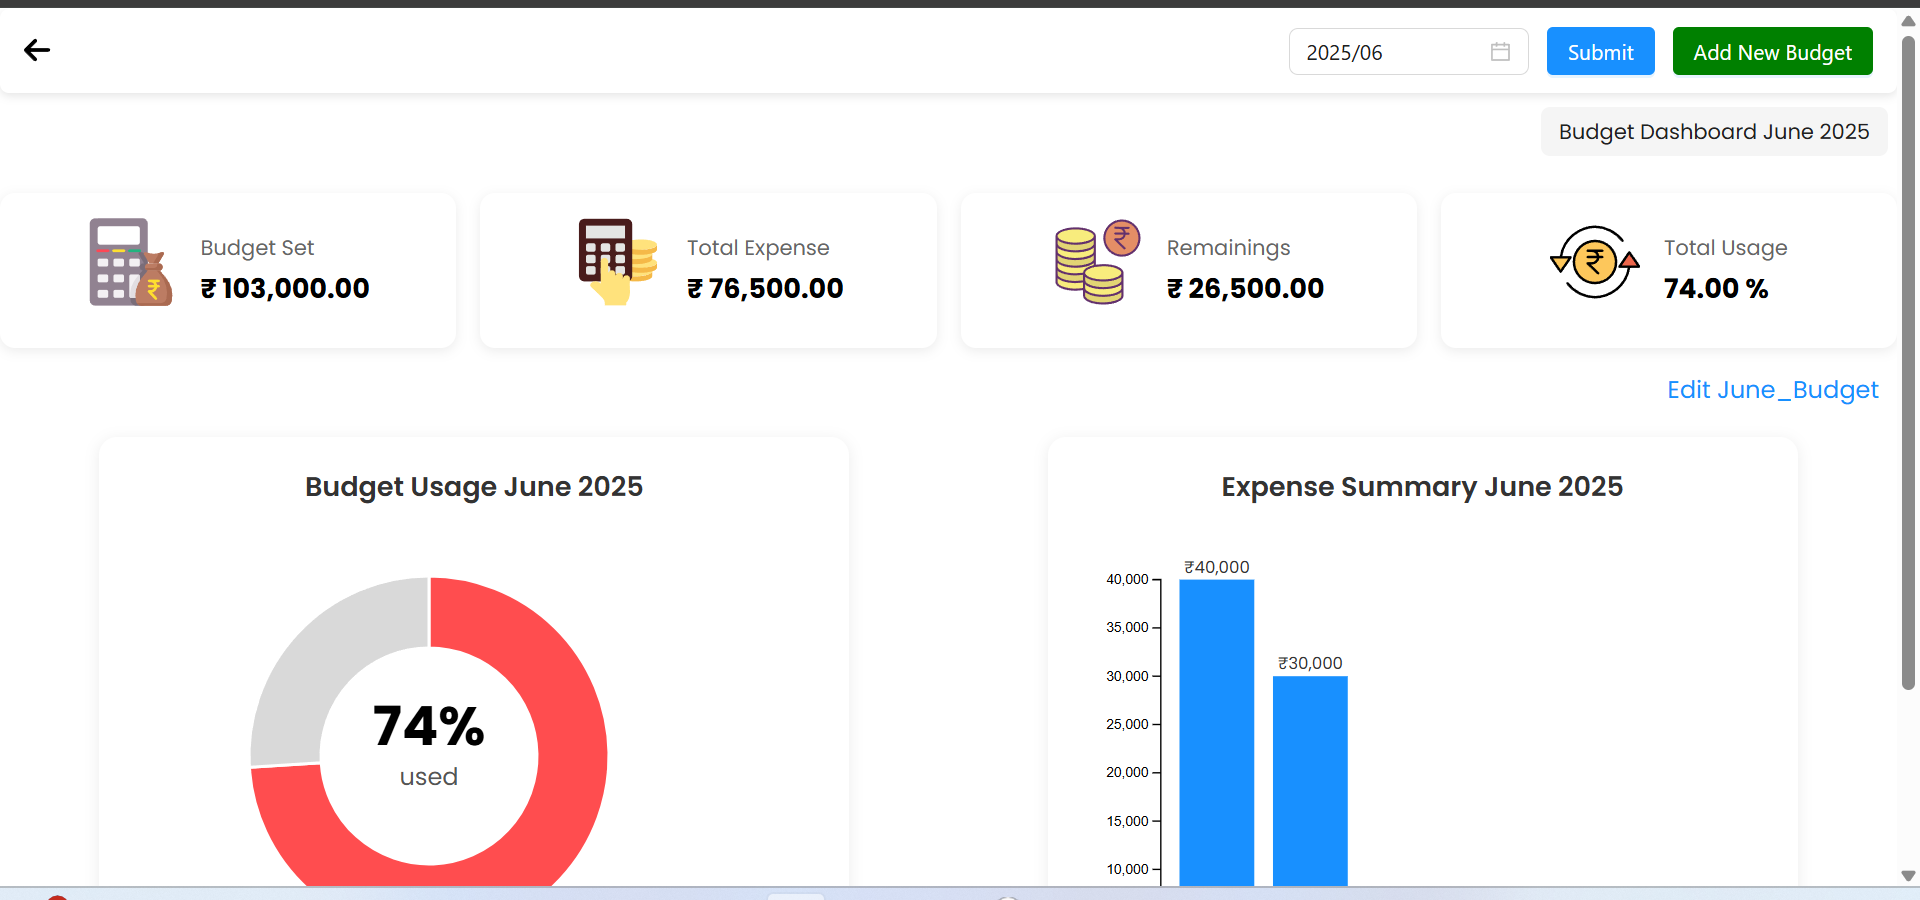 2025/06
Submit
Add New Budget
Budget Dashboard June 2025
Budget Set
₹ 103,000.00
Total Expense
₹ 76,500.00
Remainings
₹ 26,500.00
Total Usage
74.00 %
Edit June_Budget
Budget Usage June 2025
74%
used
Expense Summary June 2025
₹40,000
₹30,000
40,000
35,000
30,000
25,000
20,000
15,000
10,000